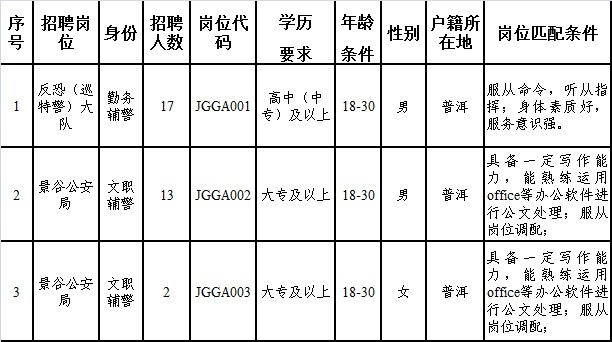 序号 招聘岗位 身份 招聘人数 岗位代码 学历要求 年龄条件 性别 户籍所在地 岗位匹配条件
1 反恐（巡特警）大队 勤务辅警 17 JGGA001 高中（中专）及以上 18-30 男 普洱 服从命令，听从指挥；身体素质好，服务意识强。
2 景谷公安局 文职辅警 13 JGGA002 大专及以上 18-30 男 普洱 具备一定写作能力，能熟练运用office等办公软件进行公文处理；服从岗位调配；
3 景谷公安局 文职辅警 2 JGGA003 大专及以上 18-30 女 普洱 具备一定写作能力，能熟练运用office等办公软件进行公文处理；服从岗位调配；